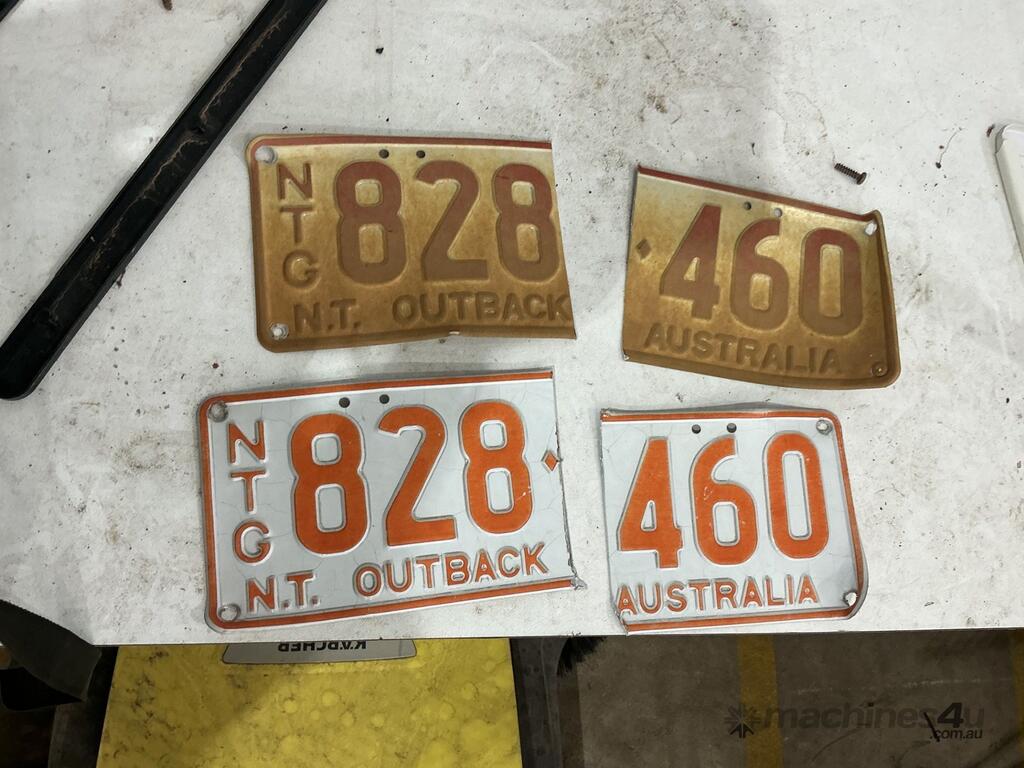 NTG 828
N.T. OUTBACK
460
AUSTRALIA
NTG 828
N.T. OUTBACK
460
AUSTRALIA
KARCHER
machines4u
.com.au